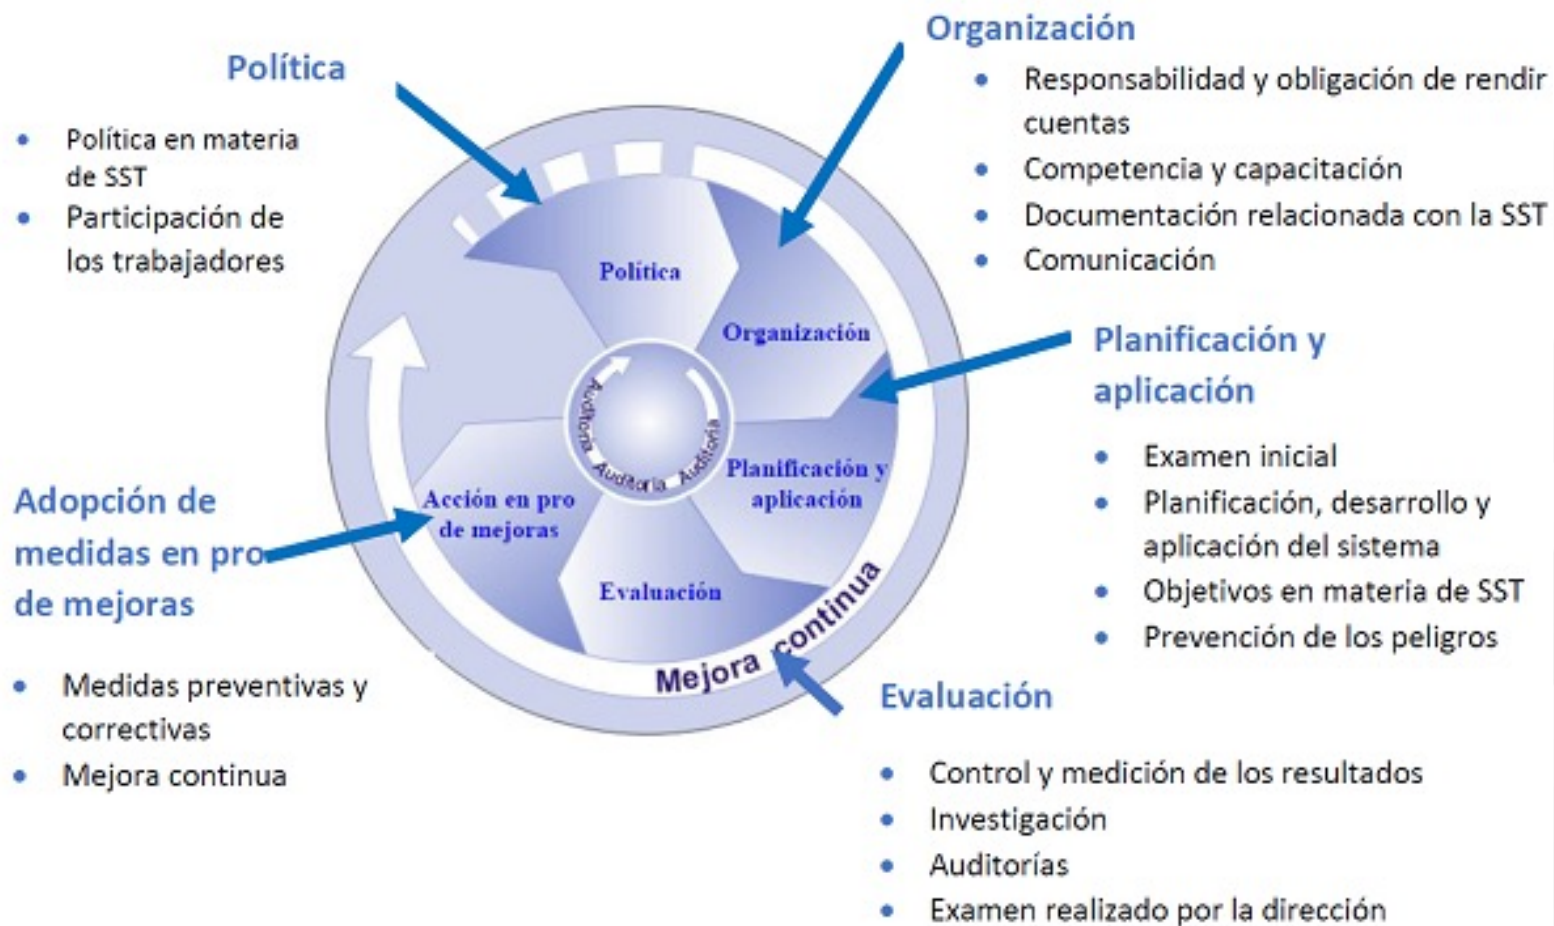 Política
• Política en materia
de SST
• Participación de
los trabajadores
Organización
• Responsabilidad y obligación de rendir
cuentas
• Competencia y capacitación
• Documentación relacionada con la SST
• Comunicación
Planificación y
aplicación
• Examen inicial
• Planificación, desarrollo y
aplicación del sistema
• Objetivos en materia de SST
• Prevención de los peligros
Evaluación
• Control y medición de los resultados
• Investigación
• Auditorías
• Examen realizado por la dirección
Adopción de
medidas en pro
de mejoras
• Medidas preventivas y
correctivas
• Mejora continua
Política
Organización
Planificación y
aplicación
Evaluación
Acción en pro
de mejoras
Auditoría Auditoría Auditoría
Mejora continua